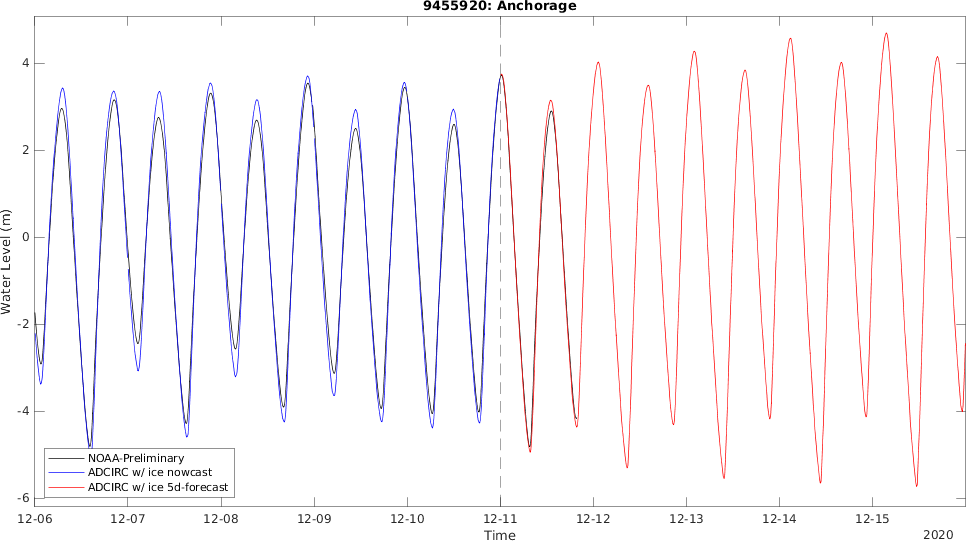 9455920: Anchorage
4
2
0
-2
-4
-6
Water Level (m)
NOAA-Preliminary
ADCIRC w/ ice nowcast
ADCIRC w/ ice 5d-forecast
12-06 12-07 12-08 12-09 12-10 12-11 12-12 12-13 12-14 12-15
Time
2020